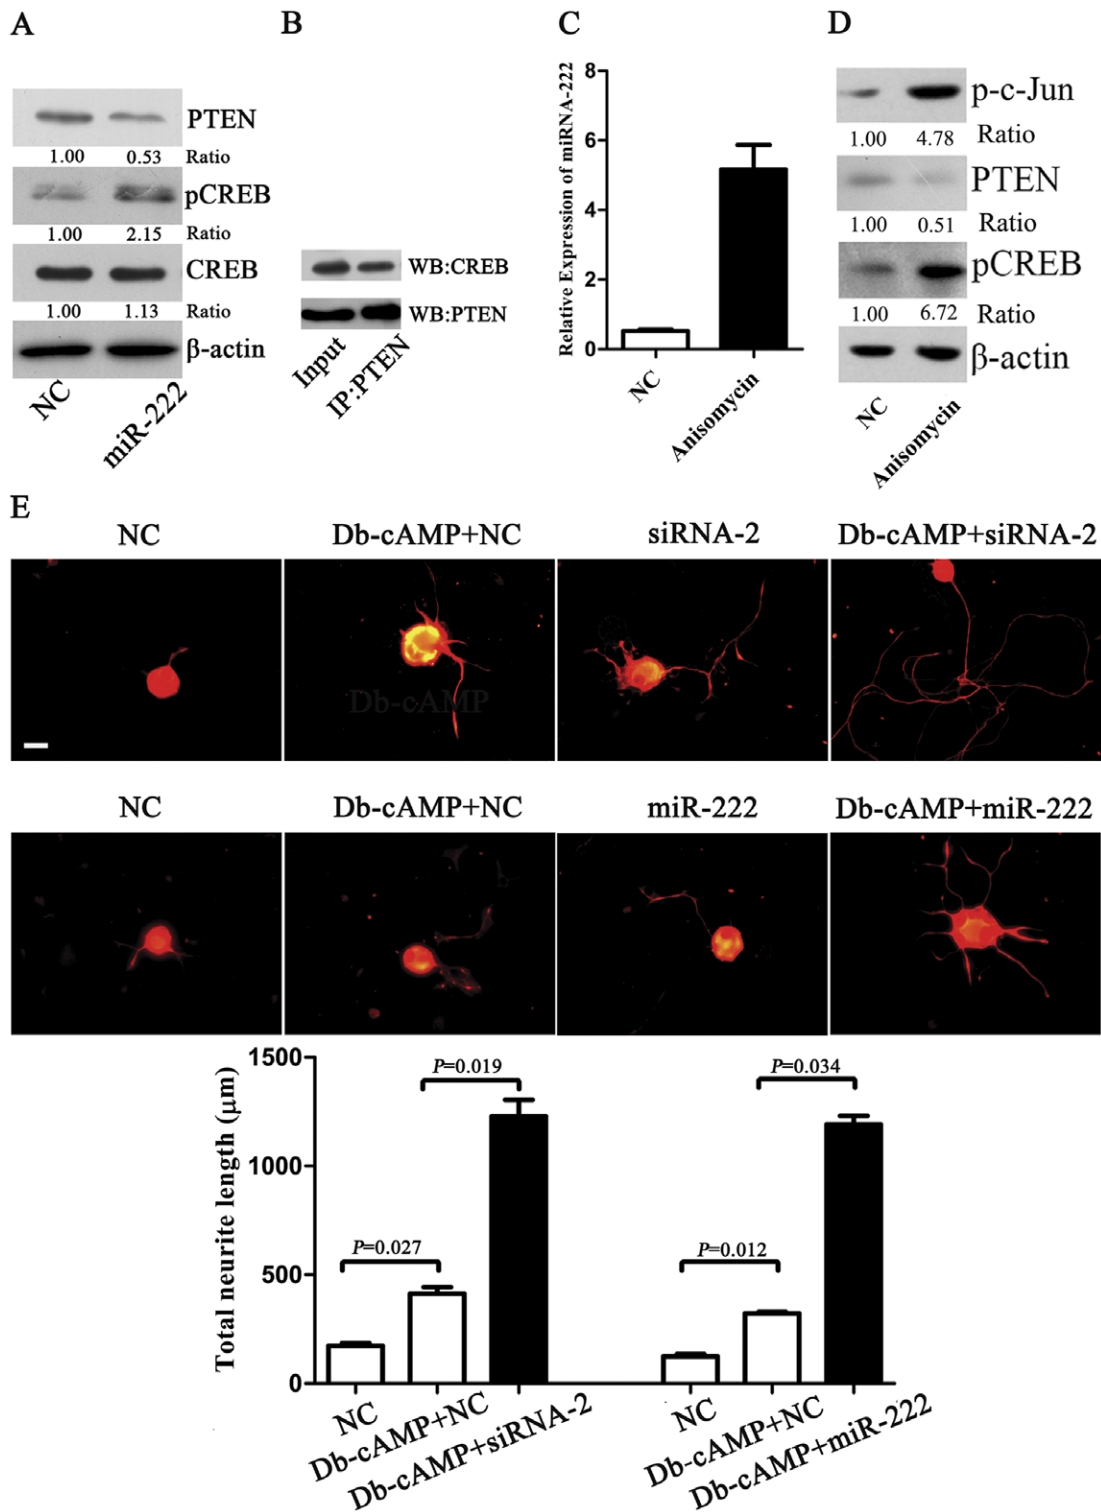 A
PTEN
1.00 0.53 Ratio
pCREB
1.00 2.15 Ratio
CREB
1.00 1.13 Ratio
β-actin
NC
miR-222
B
WB:CREB
WB:PTEN
Input
IP:PTEN
C
Relative Expression of miRNA-222
8
6
4
2
0
NC
Anisomycin
D
p-c-Jun
1.00 4.78 Ratio
PTEN
1.00 0.51 Ratio
pCREB
1.00 6.72 Ratio
β-actin
NC
Anisomycin
E
NC Db-cAMP+NC siRNA-2 Db-cAMP+siRNA-2
Db-cAMP
NC Db-cAMP+NC miR-222 Db-cAMP+miR-222
Total neurite length (μm)
1500
1000
500
0
P=0.019
P=0.027
P=0.034
P=0.012
NC
Db-cAMP+NC
Db-cAMP+siRNA-2
NC
Db-cAMP+NC
Db-cAMP+miR-222